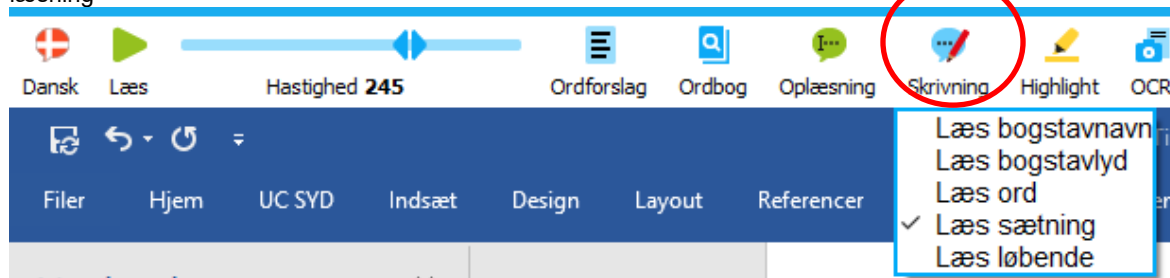 Dansk Læs Hastighed 245 Ordforslag Ordbog Oplæsning Skrivning Highlight OCR
Læs bogstavnavn
Læs bogstavlyd
Læs ord
Læs sætning
Læs løbende
Filer Hjem UC SYD Indsæt Design Layout Referencer